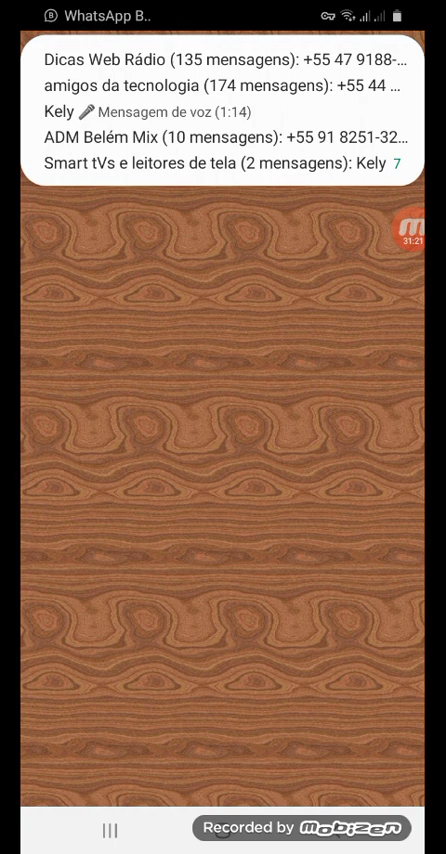 WhatsApp B..
Dicas Web Rádio (135 mensagens): +55 47 9188-...
amigos da tecnologia (174 mensagens): +55 44 ...
Kely 🎤 Mensagem de voz (1:14)
ADM Belém Mix (10 mensagens): +55 91 8251-32...
Smart tVs e leitores de tela (2 mensagens): Kely 7
31:21
Recorded by mobizen